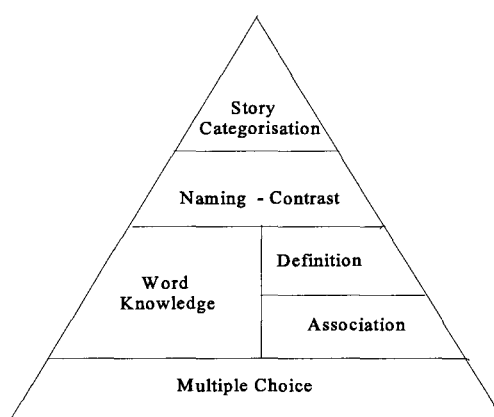 Story
Categorisation
Naming - Contrast
Word
Knowledge
Definition
Association
Multiple Choice